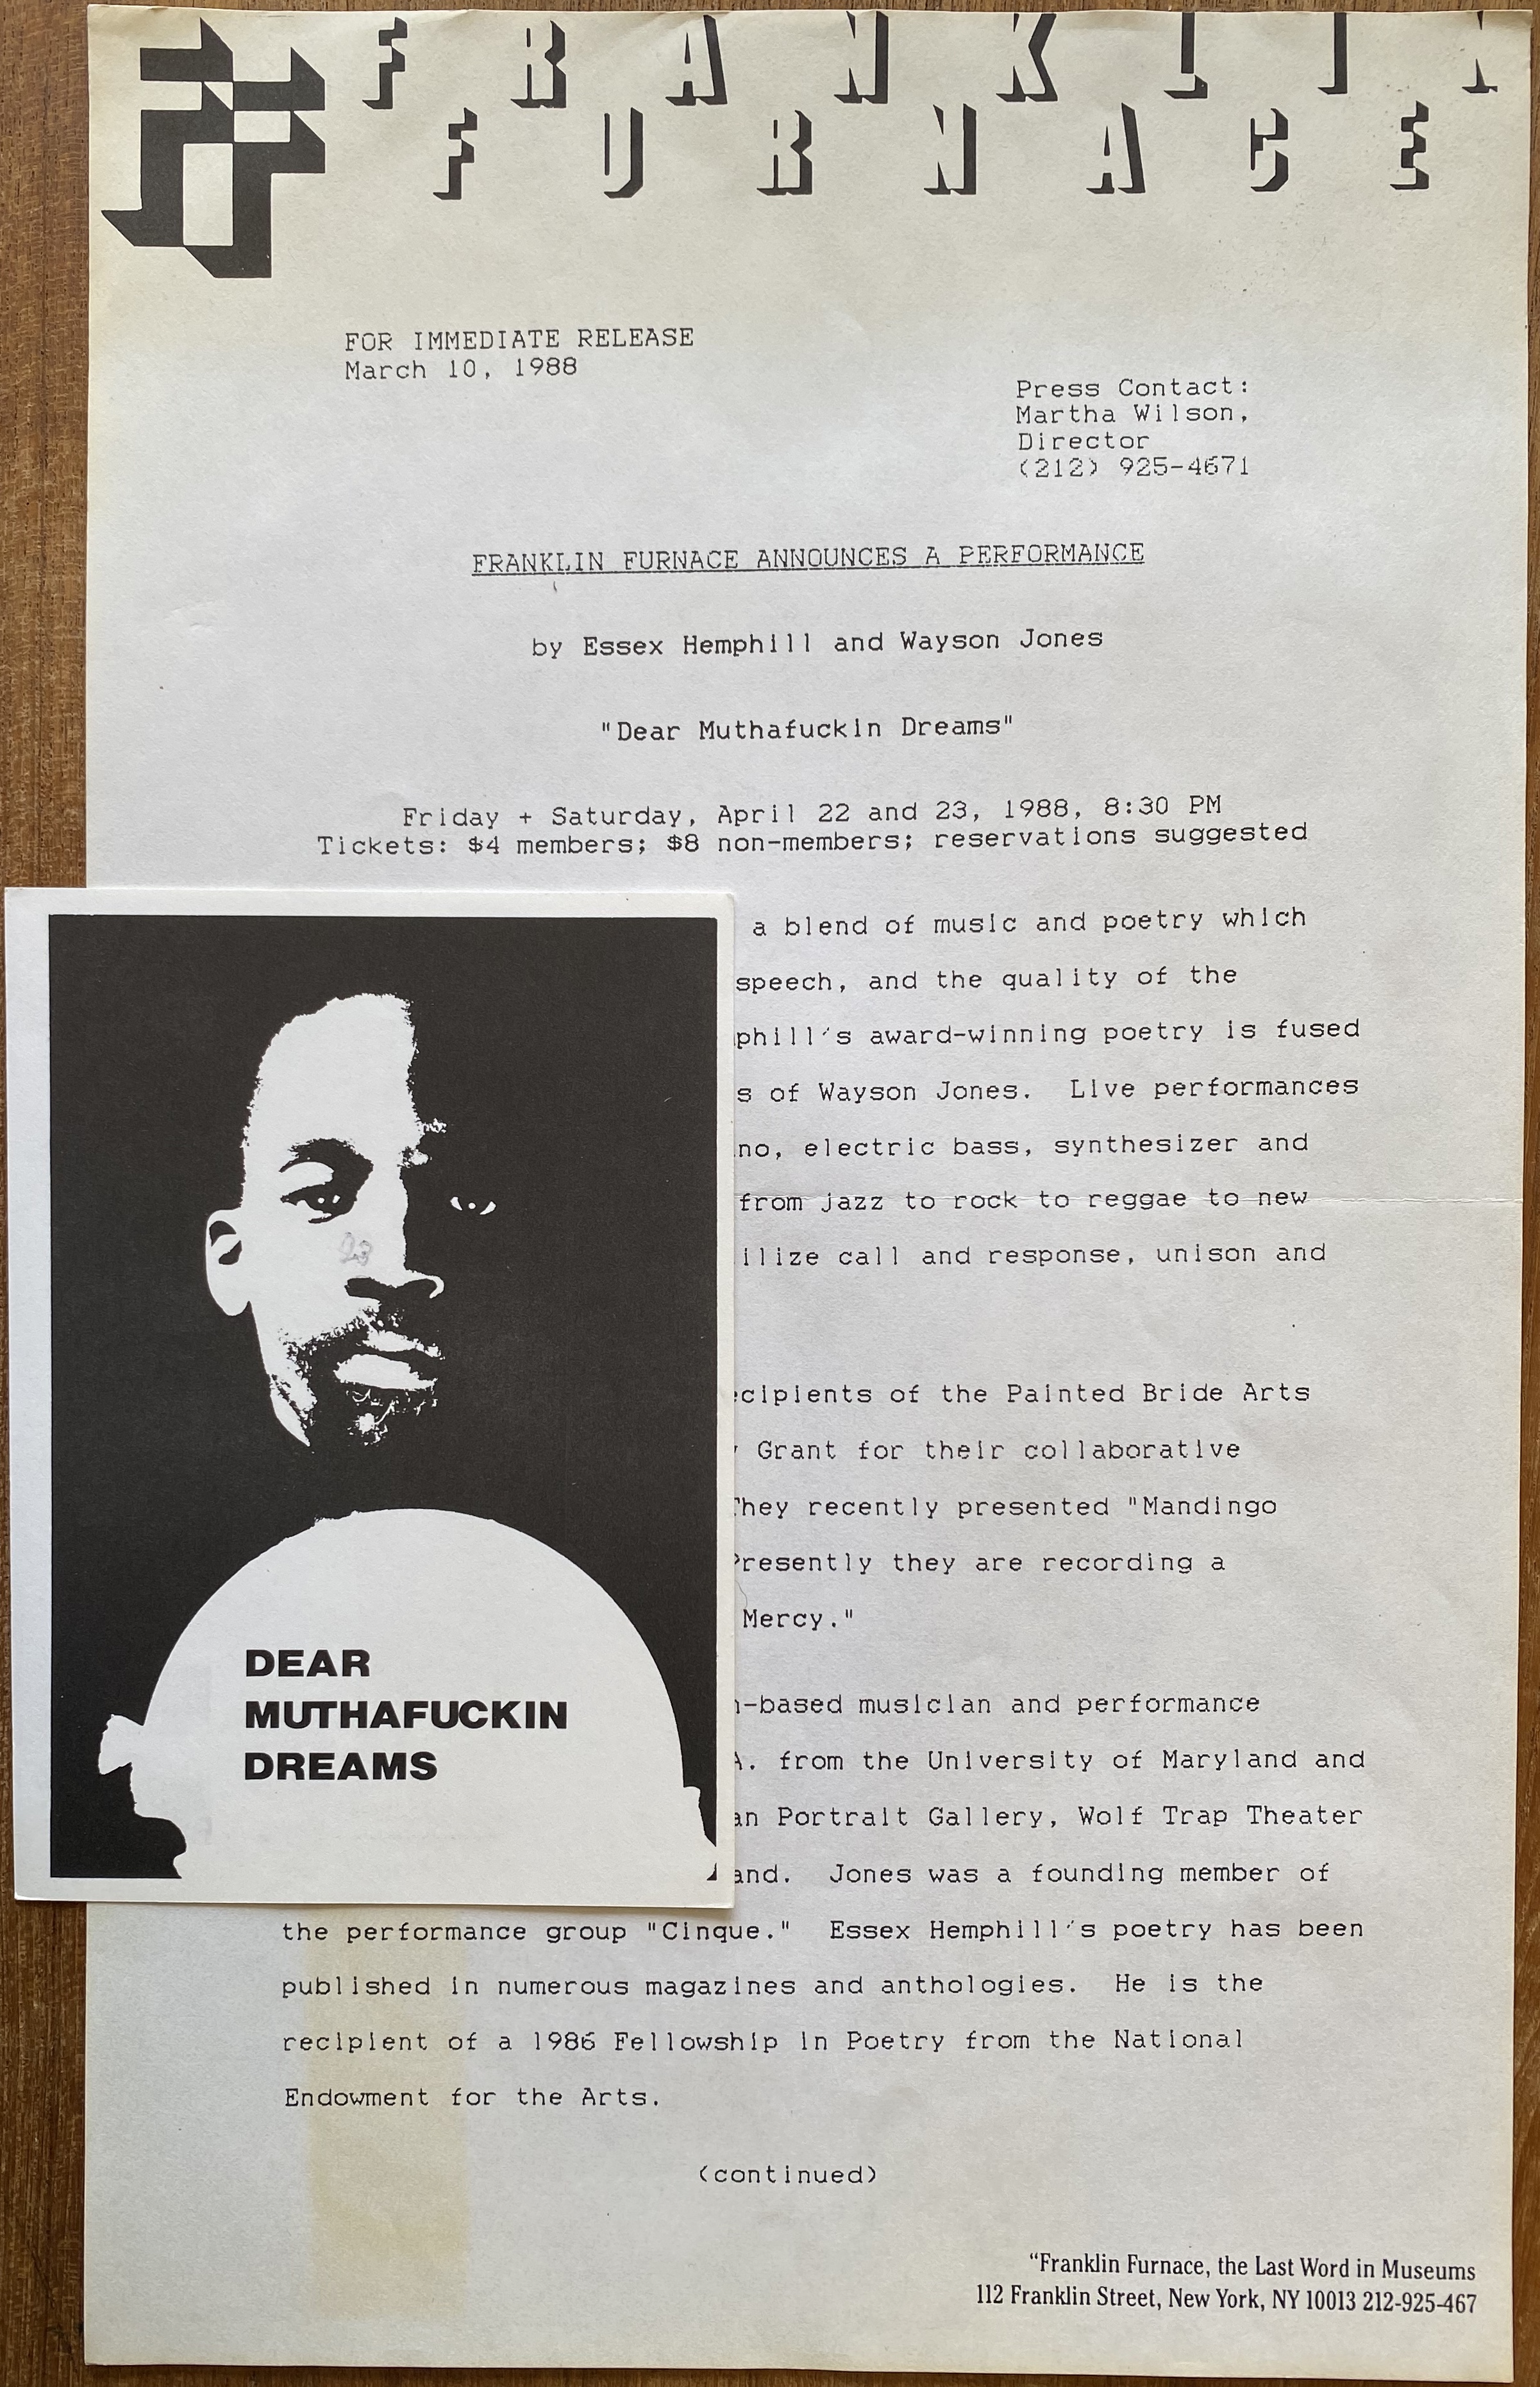 FRANKLIN
FURNACE
FOR IMMEDIATE RELEASE
March 10, 1988
Press Contact:
Martha Wilson,
Director
(212) 925-4671
FRANKLIN FURNACE ANNOUNCES A PERFORMANCE
by Essex Hemphill and Wayson Jones
"Dear Muthafuckin Dreams"
Friday + Saturday, April 22 and 23, 1988, 8:30 PM
Tickets: $4 members; $8 non-members; reservations suggested
a blend of music and poetry which
speech, and the quality of the
phill's award-winning poetry is fused
s of Wayson Jones. Live performances
no, electric bass, synthesizer and
from jazz to rock to reggae to new
ilize call and response, unison and
ecipients of the Painted Bride Arts
Grant for their collaborative
They recently presented "Mandingo
Presently they are recording a
Mercy."
-based musician and performance
A. from the University of Maryland and
an Portrait Gallery, Wolf Trap Theater
and. Jones was a founding member of
the performance group "Cinque." Essex Hemphill's poetry has been
published in numerous magazines and anthologies. He is the
recipient of a 1986 Fellowship in Poetry from the National
Endowment for the Arts.
(continued)
"Franklin Furnace, the Last Word in Museums
112 Franklin Street, New York, NY 10013 212-925-467
DEAR
MUTHAFUCKIN
DREAMS